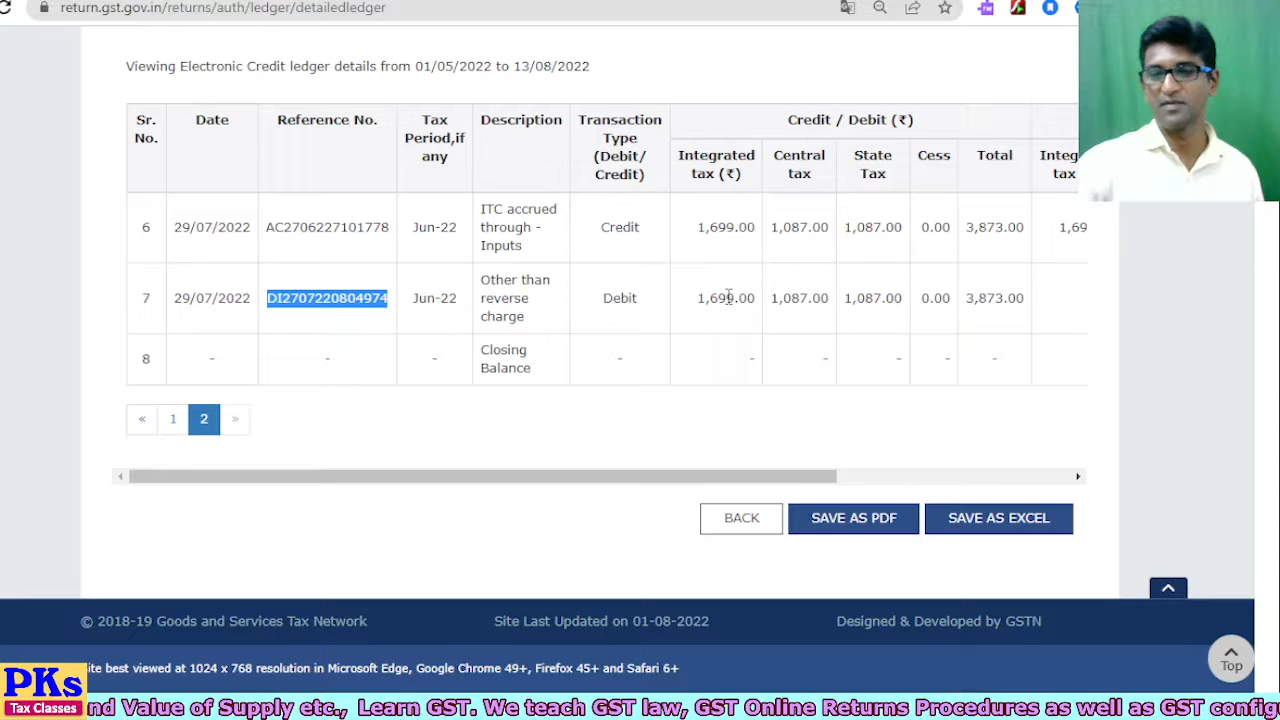 return.gst.gov.in/returns/auth/ledger/detailedledger
Viewing Electronic Credit ledger details from 01/05/2022 to 13/08/2022
Sr. No. Date Reference No. Tax Period,if any Description Transaction Type (Debit/ Credit) Credit / Debit (₹)
Integrated tax (₹) Central tax State Tax Cess Total Integ tax
6 29/07/2022 AC2706227101778 Jun-22 ITC accrued through - Inputs Credit 1,699.00 1,087.00 1,087.00 0.00 3,873.00 1,69
7 29/07/2022 DI2707220804974 Jun-22 Other than reverse charge Debit 1,699.00 1,087.00 1,087.00 0.00 3,873.00
8 - - - Closing Balance - - - - - -
« 1 2 »
BACK SAVE AS PDF SAVE AS EXCEL
© 2018-19 Goods and Services Tax Network Site Last Updated on 01-08-2022 Designed & Developed by GSTN
ite best viewed at 1024 x 768 resolution in Microsoft Edge, Google Chrome 49+, Firefox 45+ and Safari 6+
Top
PKs
Tax Classes
nd Value of Supply etc., Learn GST. We teach GST law, GST Online Returns Procedures as well as GST config